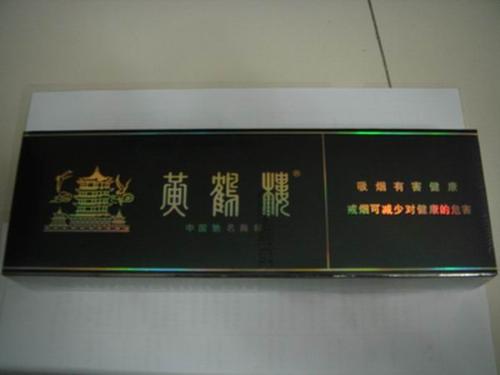 黄鹤楼®
中国驰名商标
吸烟有害健康
戒烟可减少对健康的危害